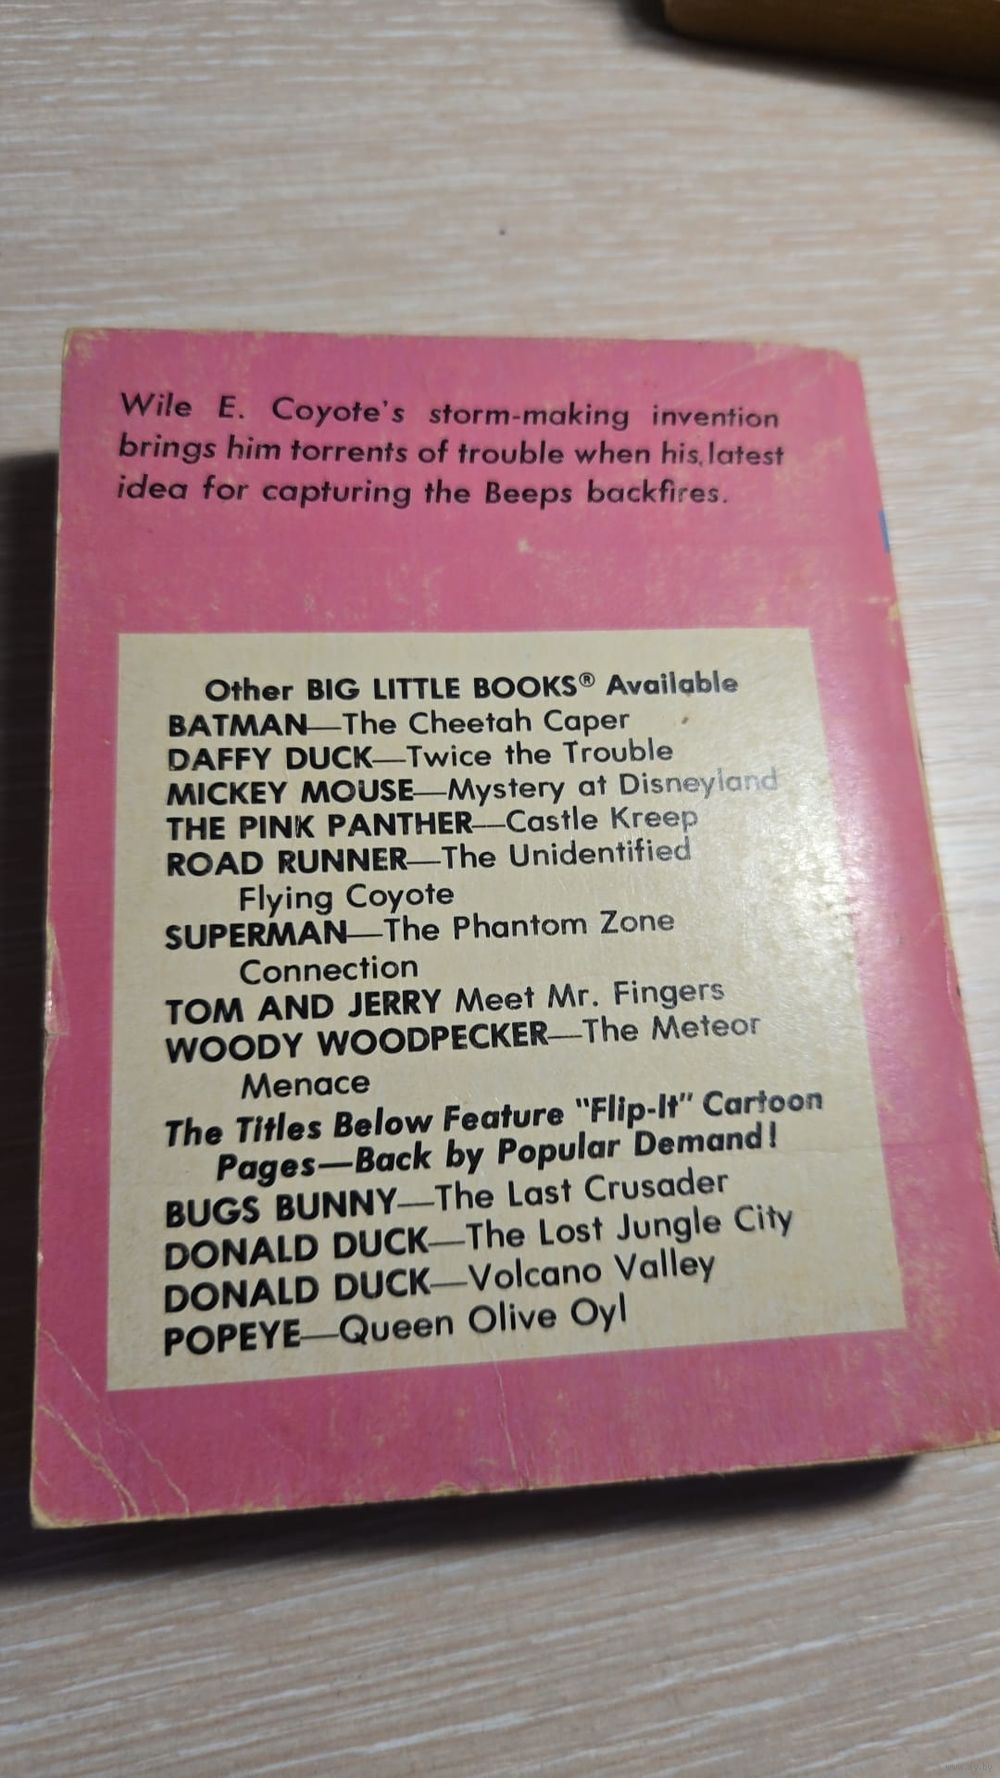 Wile E. Coyote's storm-making invention
brings him torrents of trouble when his latest
idea for capturing the Beeps backfires.
Other BIG LITTLE BOOKS® Available
BATMAN—The Cheetah Caper
DAFFY DUCK—Twice the Trouble
MICKEY MOUSE—Mystery at Disneyland
THE PINK PANTHER—Castle Kreep
ROAD RUNNER—The Unidentified
Flying Coyote
SUPERMAN—The Phantom Zone
Connection
TOM AND JERRY Meet Mr. Fingers
WOODY WOODPECKER—The Meteor
Menace
The Titles Below Feature "Flip-It" Cartoon
Pages—Back by Popular Demand!
BUGS BUNNY—The Last Crusader
DONALD DUCK—The Lost Jungle City
DONALD DUCK—Volcano Valley
POPEYE—Queen Olive Oyl